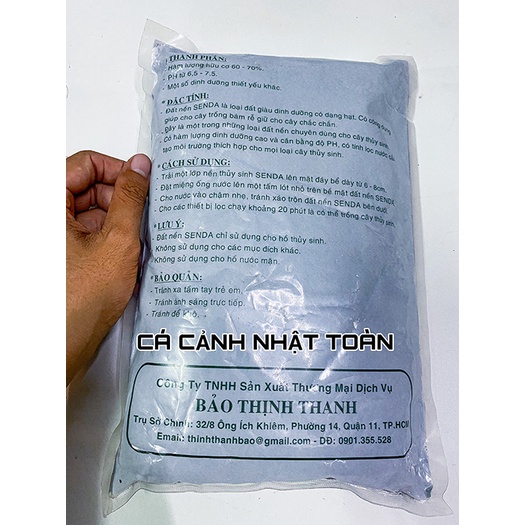 * THÀNH PHẦN:
- Hàm lượng hữu cơ 60 - 70%.
- PH từ 6,5 - 7,5.
- Một số dinh dưỡng thiết yếu khác.
* ĐẶC TÍNH:
- Đất nền SENDA là loại đất giàu dinh dưỡng có dạng hạt. Có công dụng
giúp cho cây trồng bám rễ giữ cho cây chắc chắn.
- Đây là một trong những loại đất nền chuyên dùng cho cây thủy sinh.
- Có hàm lượng dinh dưỡng cao và cân bằng độ PH, có tính lọc nước
tạo môi trường thích hợp cho mọi loại cây thủy sinh.
* CÁCH SỬ DỤNG:
- Trải một lớp nền thủy sinh SENDA lên mặt đáy bể dày từ 6 - 8cm.
- Đặt miệng ống nước lên một tấm lót nhỏ trên bề mặt đất nền SENDA
- Cho nước vào chậm nhẹ, tránh xáo trộn đất nền SENDA bên dưới.
- Cho các thiết bị lọc chạy khoảng 20 phút là có thể trồng cây thủy sinh.
* LƯU Ý:
- Đất nền SENDA chỉ sử dụng cho hồ thủy sinh.
- Không sử dụng cho các mục đích khác.
- Không sử dụng cho hồ nước mặn.
* BẢO QUẢN:
- Tránh xa tầm tay trẻ em.
- Tránh ánh sáng trực tiếp.
- Tránh để khô,...
CÁ CẢNH NHẬT TOÀN
Công Ty TNHH Sản Xuất Thương Mại Dịch Vụ
BẢO THỊNH THANH
Trụ Sở Chính: 32/8 Ông Ích Khiêm, Phường 14, Quận 11, TP.HCM
Email: thinhthanhbao@gmail.com - DĐ: 0901.355.528